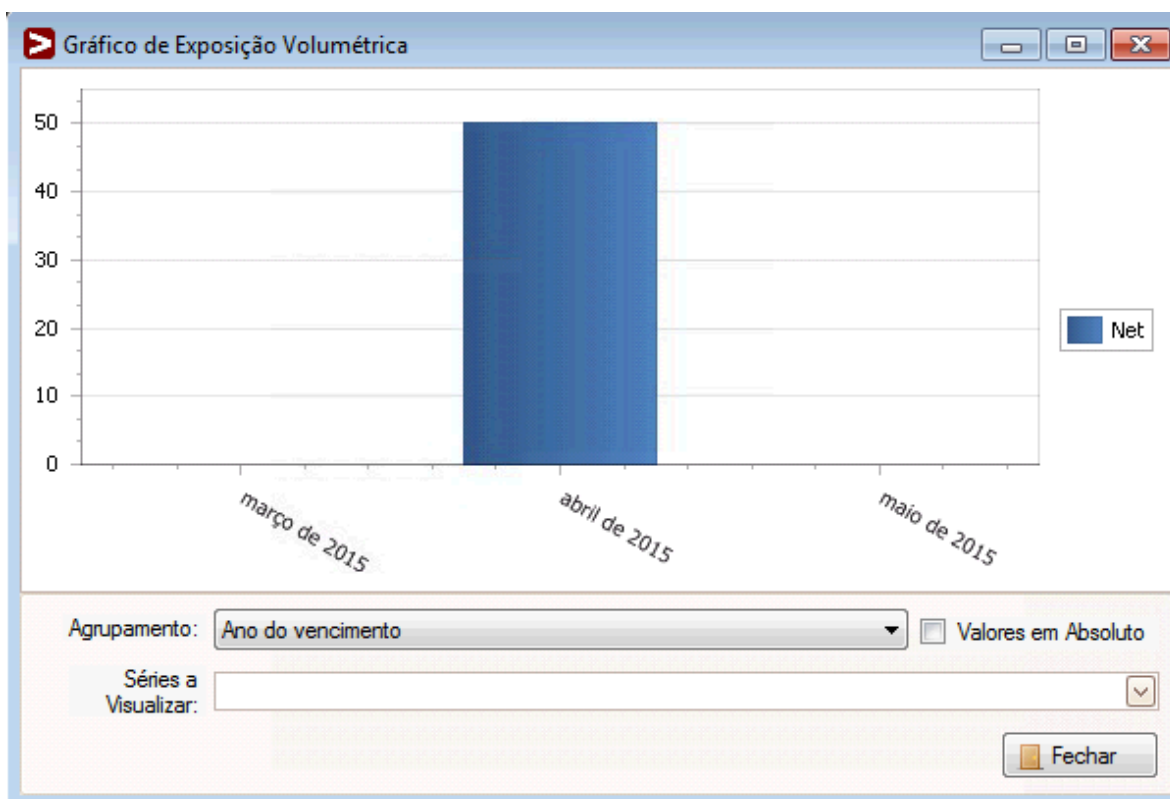 Gráfico de Exposição Volumétrica
50
40
30
20
10
0
março de 2015
abril de 2015
maio de 2015
Net
Agrupamento: Ano do vencimento Valores em Absoluto
Séries a
Visualizar:
Fechar